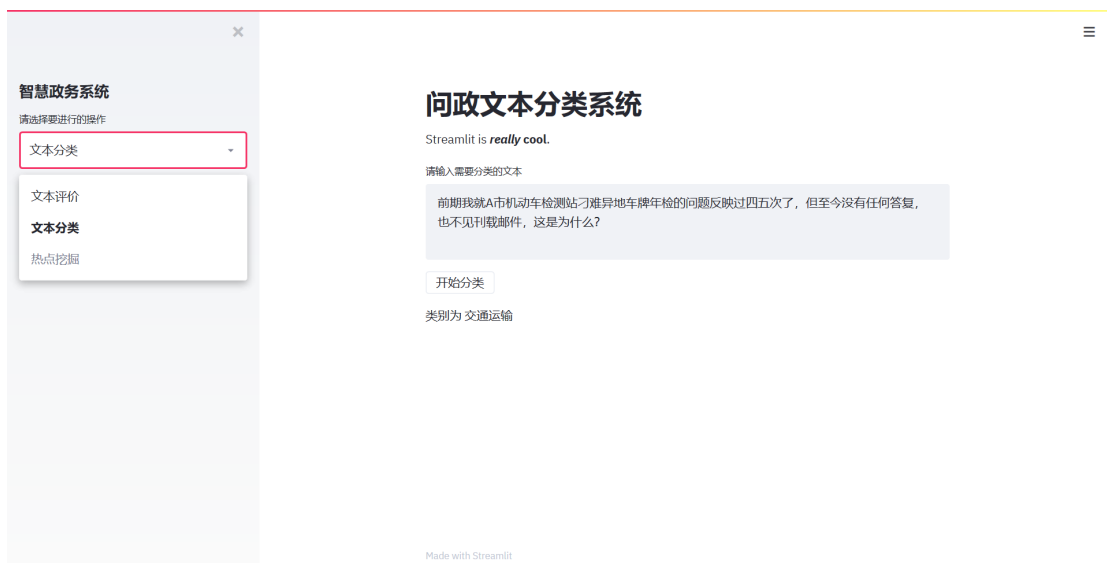 智慧政务系统
请选择要进行的操作
文本分类
文本评价
文本分类
热点挖掘
问政文本分类系统
Streamlit is really cool.
请输入需要分类的文本
前期我就A市机动车检测站刁难异地车牌年检的问题反映过四五次了，但至今没有任何答复，
也不见刊载邮件，这是为什么？
开始分类
类别为 交通运输
Made with Streamlit